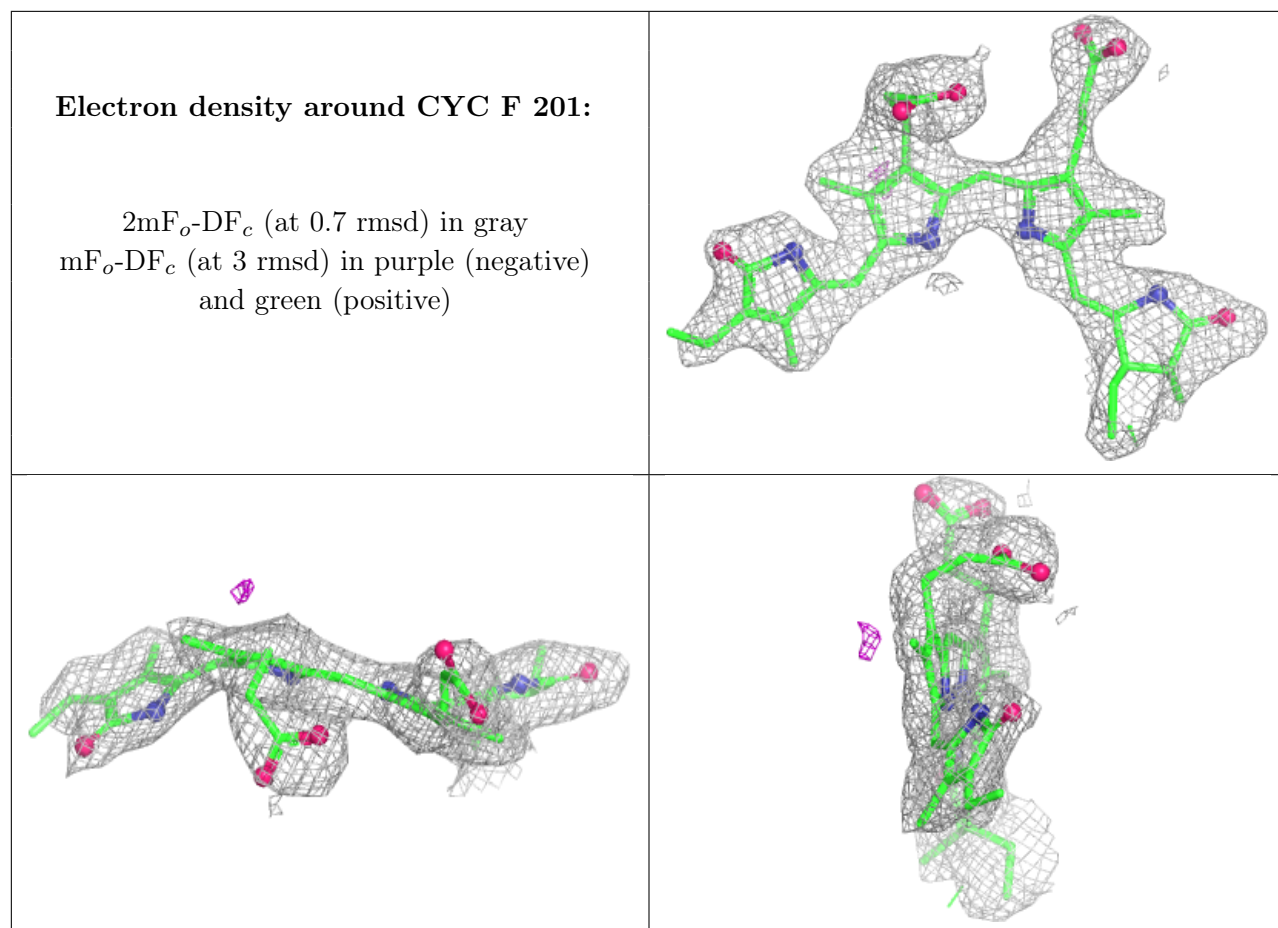 Electron density around CYC F 201:
2mFo-DFc (at 0.7 rmsd) in gray
mFo-DFc (at 3 rmsd) in purple (negative)
and green (positive)